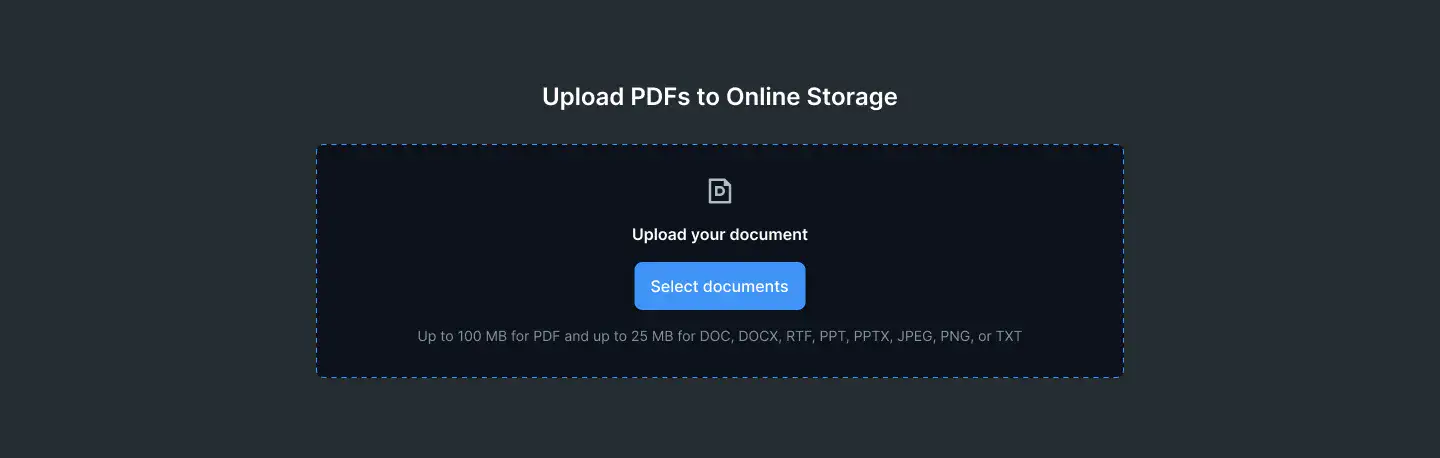 Upload PDFs to Online Storage
D
Upload your document
Select documents
Up to 100 MB for PDF and up to 25 MB for DOC, DOCX, RTF, PPT, PPTX, JPEG, PNG, or TXT